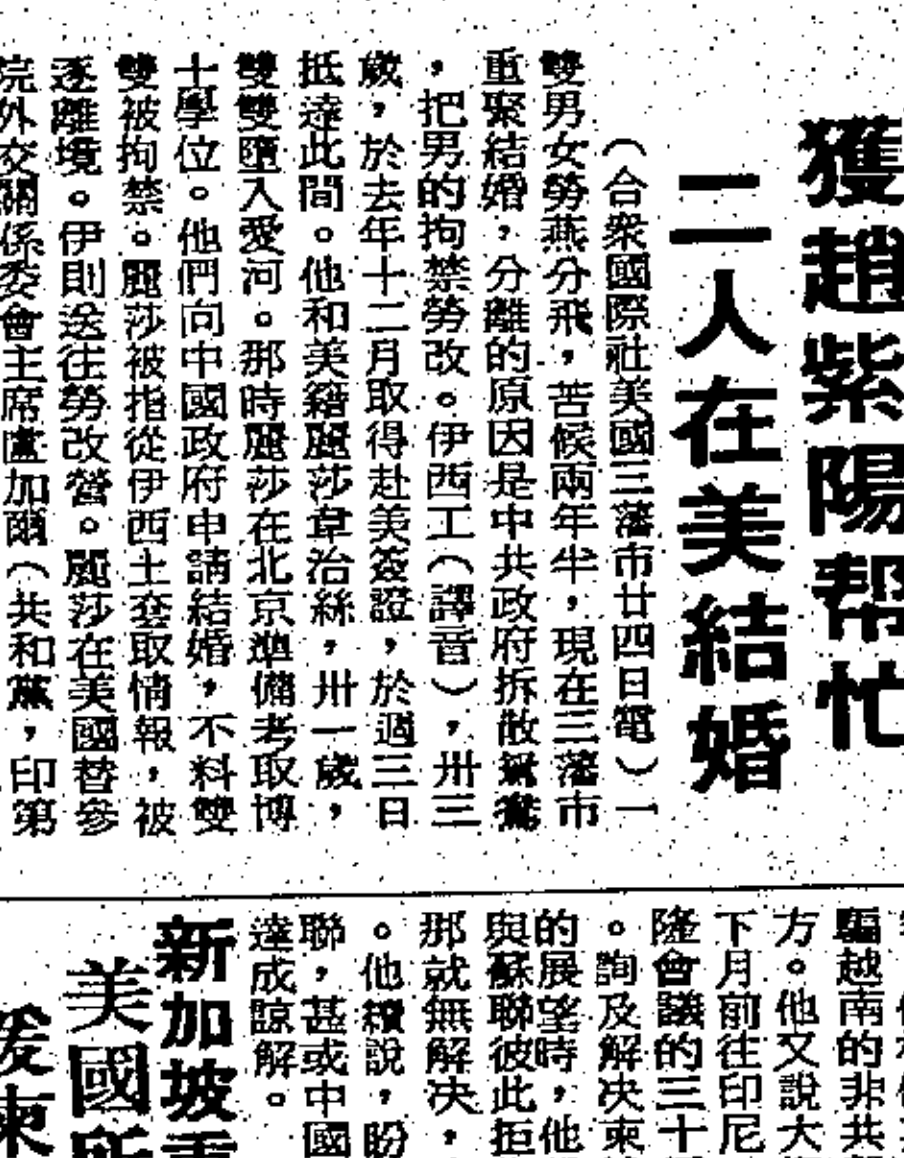 獲趙紫陽帮忙
二人在美結婚
（合衆國際社美國三藩市廿四日電）一
雙男女勞燕分飛，苦候兩年半，現在三藩市
重聚結婚，分離的原因是中共政府拆散鴛鴦
，把男的拘禁勞改。伊西工（譯音），卅三
歲，於去年十二月取得赴美簽證，於週三日
抵達此間。他和美籍麗莎韋治絲，卅一歲，
雙雙墮入愛河。那時麗莎在北京準備考取博
士學位。他們向中國政府申請結婚，不料雙
雙被拘禁。麗莎被指從伊西土套取情報，被
逐離境。伊則送往勞改營。麗莎在美國替參
院外交關係委會主席盧加爾（共和黨，印第
騙越南的非共
方。他又說大
下月前往印尼
隆會議的三十
。詢及解決柬
的展望時，他
與蘇聯彼此拒
那就無解決，
。他續說，盼
聯，甚或中國
達成諒解。
新加坡
美國所
援柬